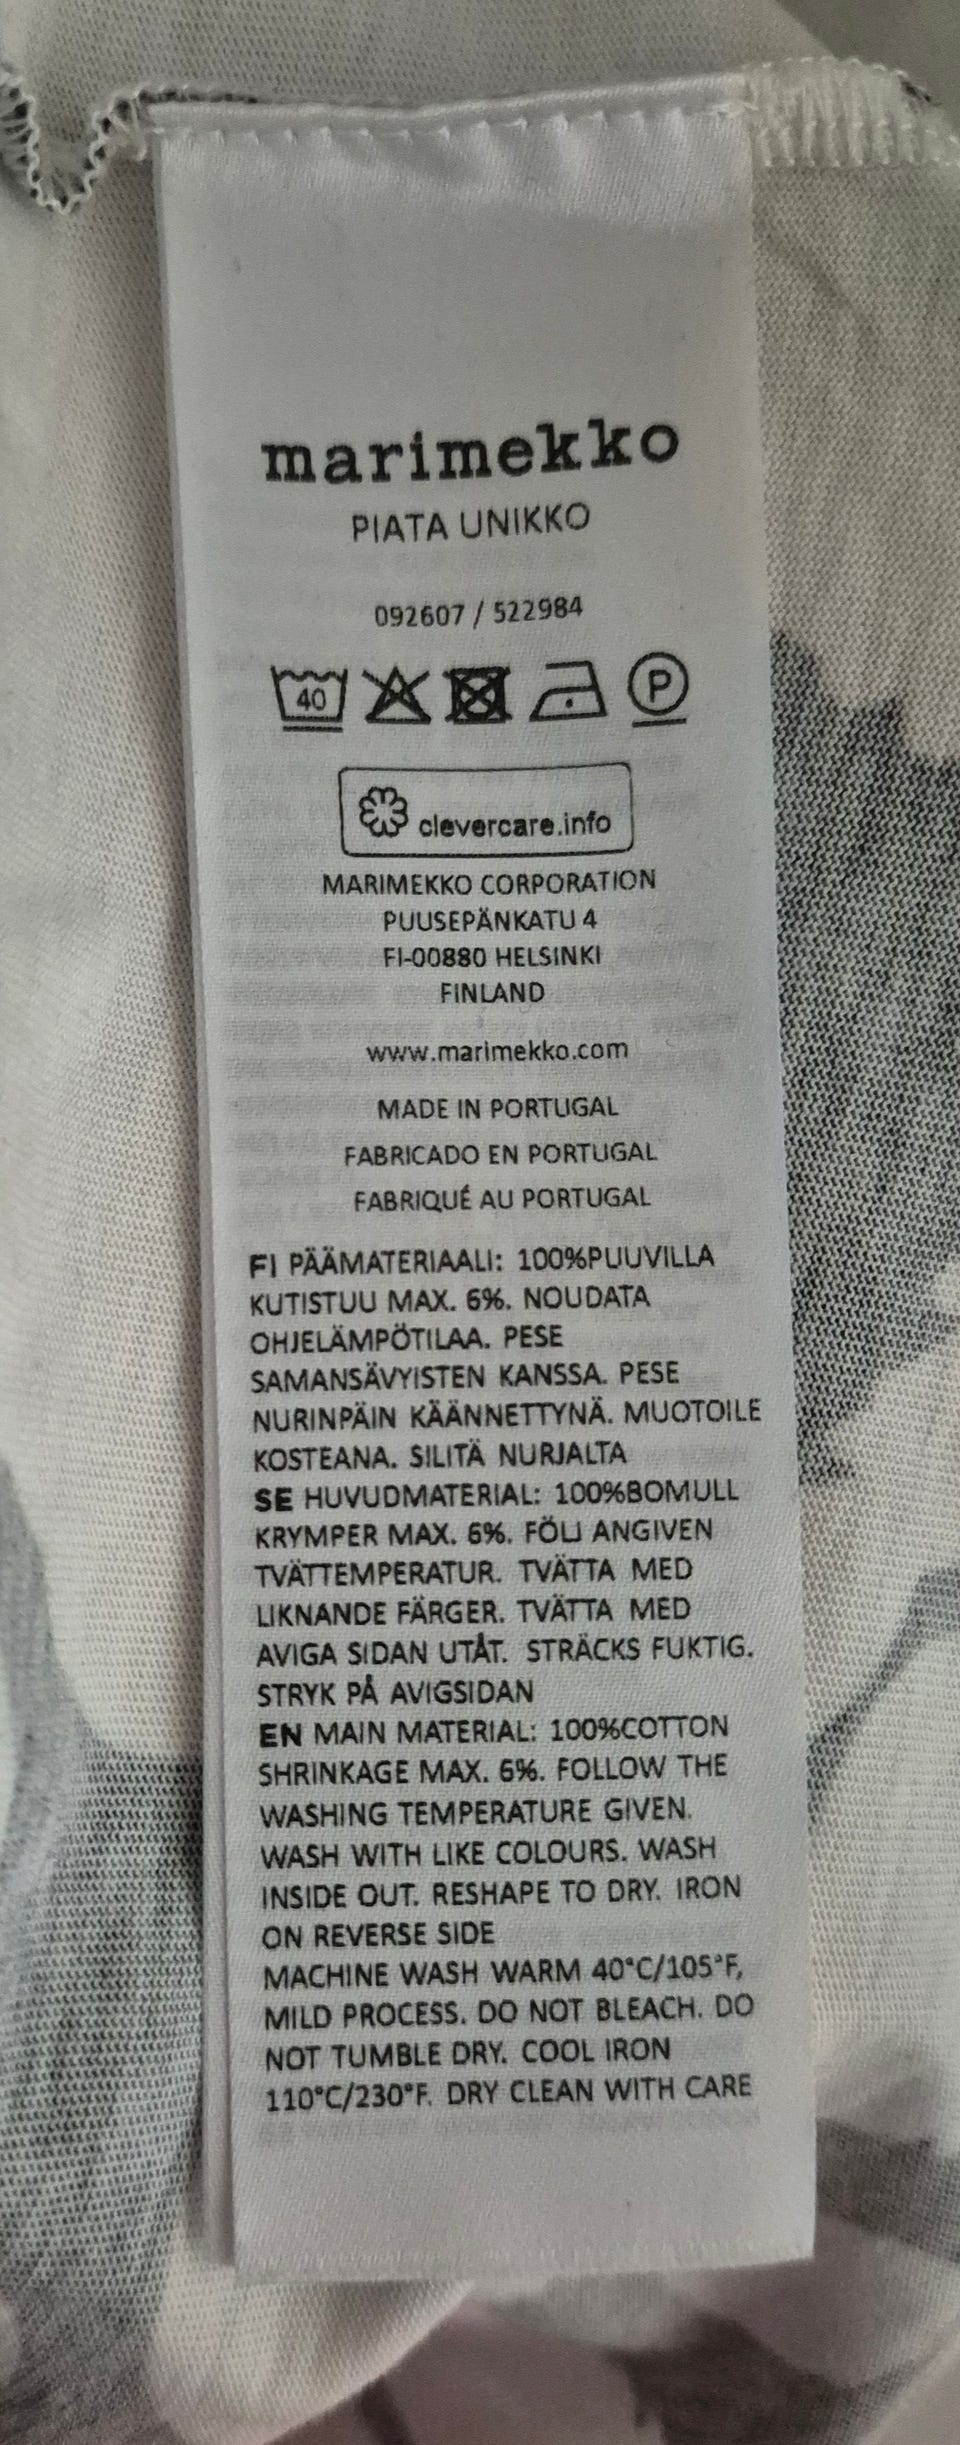 marimekko
PIATA UNIKKO
092607 / 522984
40 P
clevercare.info
MARIMEKKO CORPORATION
PUUSEPÄNKATU 4
FI-00880 HELSINKI
FINLAND
www.marimekko.com
MADE IN PORTUGAL
FABRICADO EN PORTUGAL
FABRIQUÉ AU PORTUGAL
FI PÄÄMATERIAALI: 100%PUUVILLA
KUTISTUU MAX. 6%. NOUDATA
OHJELÄMPÖTILAA. PESE
SAMANSÄVYISTEN KANSSA. PESE
NURINPÄIN KÄÄNNETTYNÄ. MUOTOILE
KOSTEANA. SILITÄ NURJALTA
SE HUVUDMATERIAL: 100%BOMULL
KRYMPER MAX. 6%. FÖLJ ANGIVEN
TVÄTTEMPERATUR. TVÄTTA MED
LIKNANDE FÄRGER. TVÄTTA MED
AVIGA SIDAN UTÅT. STRÄCKS FUKTIG.
STRYK PÅ AVIGSIDAN
EN MAIN MATERIAL: 100%COTTON
SHRINKAGE MAX. 6%. FOLLOW THE
WASHING TEMPERATURE GIVEN.
WASH WITH LIKE COLOURS. WASH
INSIDE OUT. RESHAPE TO DRY. IRON
ON REVERSE SIDE
MACHINE WASH WARM 40°C/105°F,
MILD PROCESS. DO NOT BLEACH. DO
NOT TUMBLE DRY. COOL IRON
110°C/230°F. DRY CLEAN WITH CARE